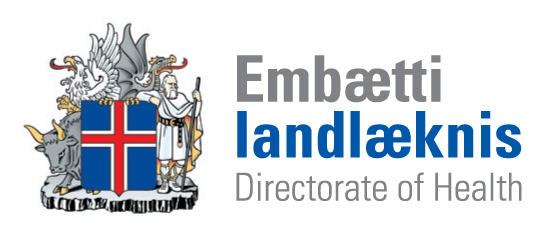 Embætti
landlæknis
Directorate of Health